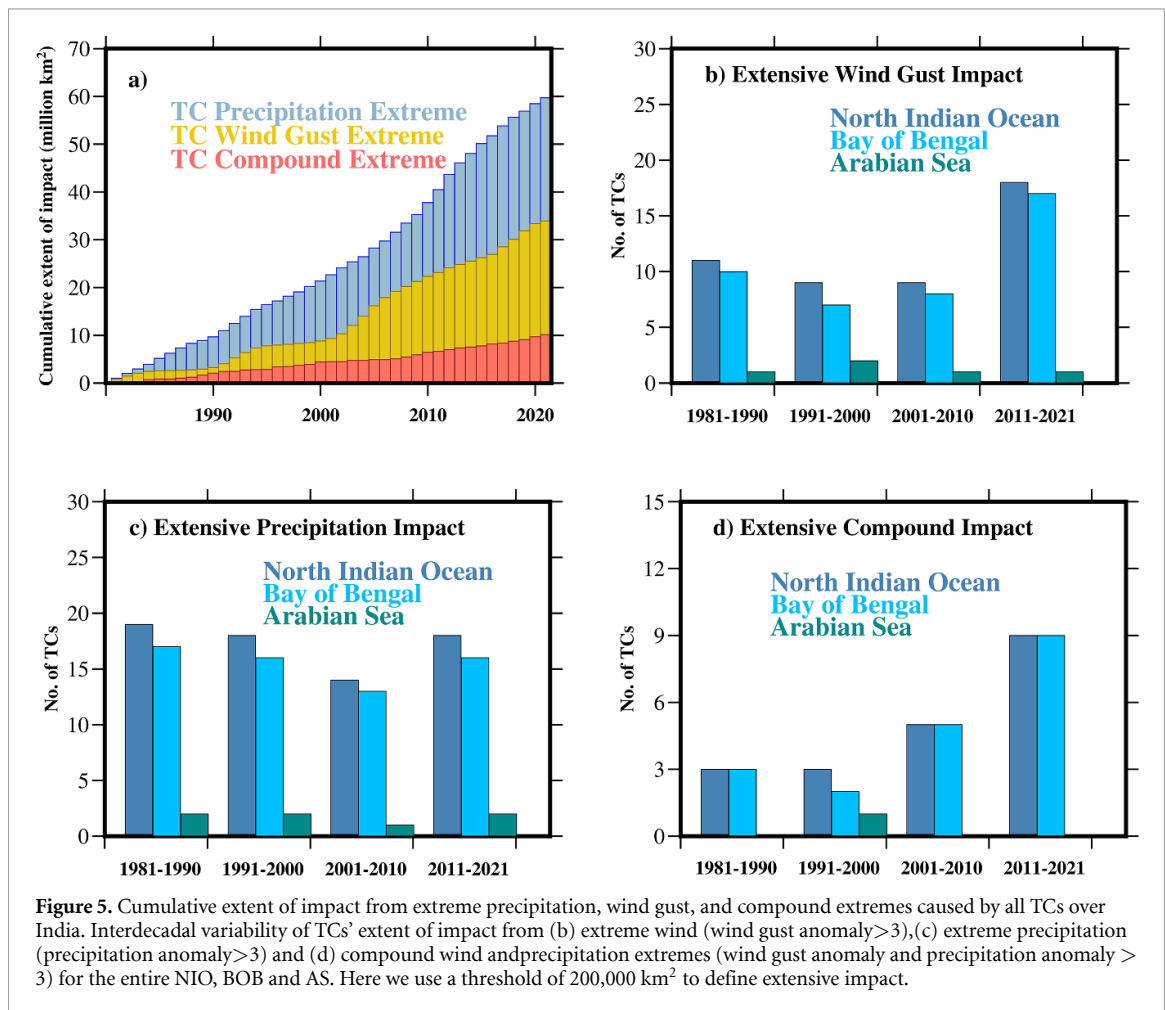 a)
TC Precipitation Extreme
TC Wind Gust Extreme
TC Compound Extreme
Cumulative extent of impact (million km²)
70
60
50
40
30
20
10
0
1990
2000
2010
2020
b) Extensive Wind Gust Impact
North Indian Ocean
Bay of Bengal
Arabian Sea
No. of TCs
30
25
20
15
10
5
0
1981-1990
1991-2000
2001-2010
2011-2021
c) Extensive Precipitation Impact
North Indian Ocean
Bay of Bengal
Arabian Sea
No. of TCs
30
25
20
15
10
5
0
1981-1990
1991-2000
2001-2010
2011-2021
d) Extensive Compound Impact
North Indian Ocean
Bay of Bengal
Arabian Sea
No. of TCs
15
12
9
6
3
0
1981-1990
1991-2000
2001-2010
2011-2021
Figure 5. Cumulative extent of impact from extreme precipitation, wind gust, and compound extremes caused by all TCs over
India. Interdecadal variability of TCs' extent of impact from (b) extreme wind (wind gust anomaly>3),(c) extreme precipitation
(precipitation anomaly>3) and (d) compound wind andprecipitation extremes (wind gust anomaly and precipitation anomaly >
3) for the entire NIO, BOB and AS. Here we use a threshold of 200,000 km² to define extensive impact.